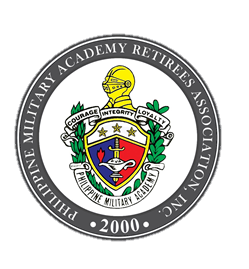 PHILIPPINE MILITARY ACADEMY RETIREES ASSOCIATION, INC.
COURAGE INTEGRITY LOYALTY
PHILIPPINE MILITARY ACADEMY
• 2000 •